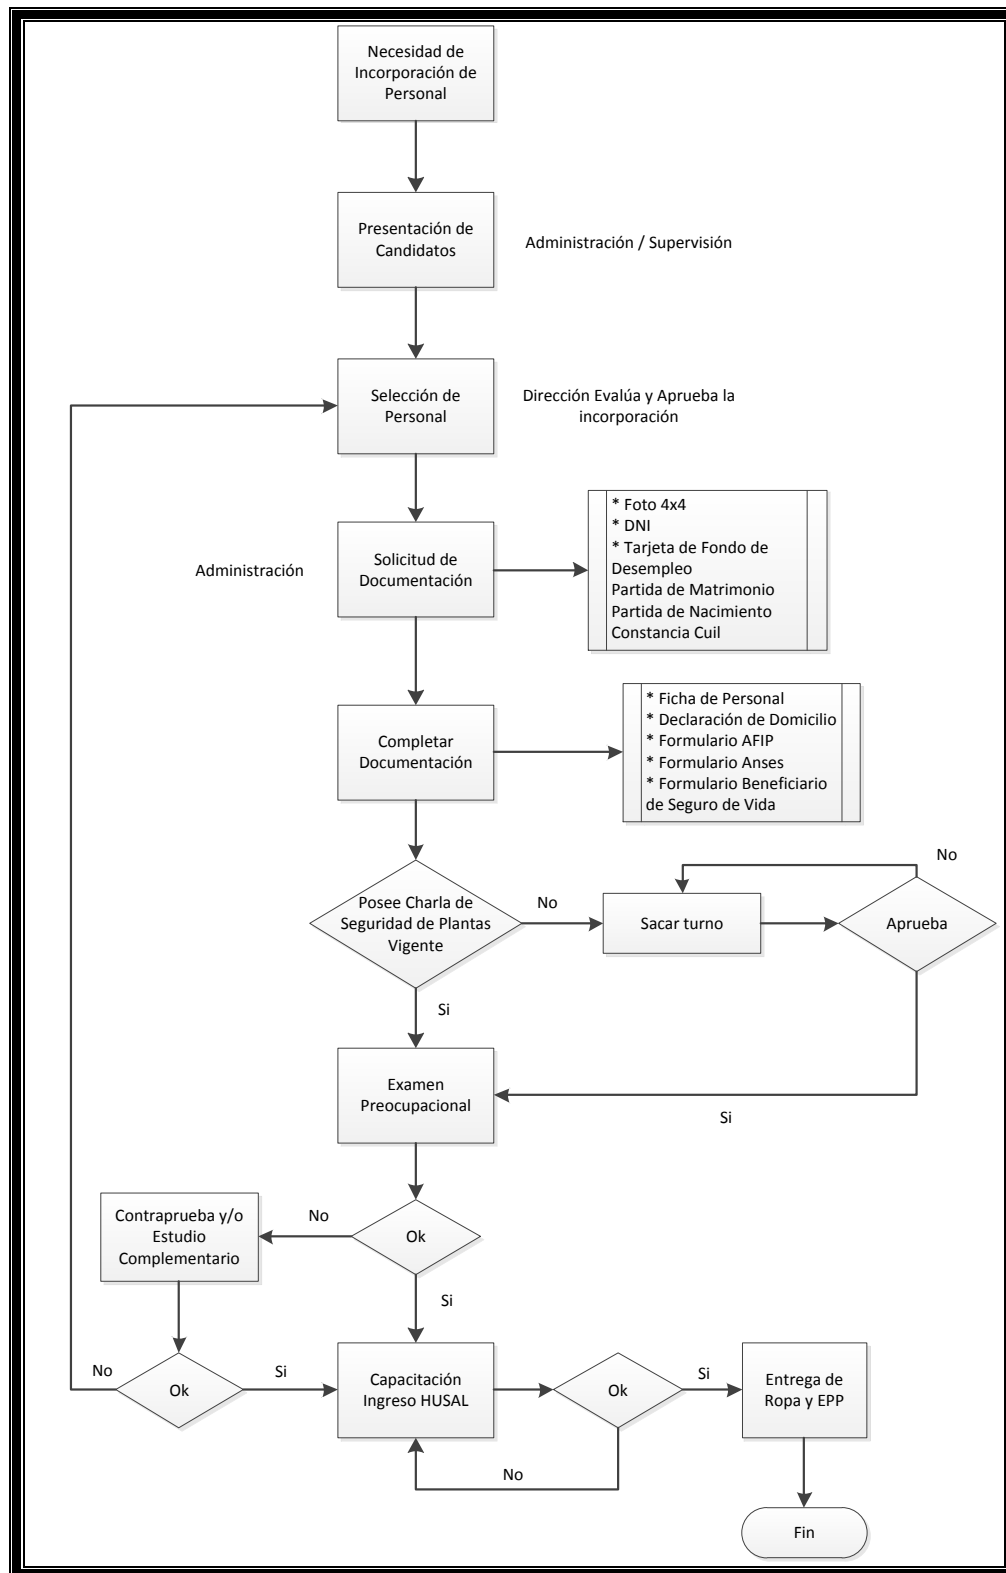 Necesidad de
Incorporación de
Personal
Presentación de
Candidatos
Administración / Supervisión
Selección de
Personal
Dirección Evalúa y Aprueba la
incorporación
Administración
Solicitud de
Documentación
* Foto 4x4
* DNI
* Tarjeta de Fondo de
Desempleo
Partida de Matrimonio
Partida de Nacimiento
Constancia Cuil
Completar
Documentación
* Ficha de Personal
* Declaración de Domicilio
* Formulario AFIP
* Formulario Anses
* Formulario Beneficiario
de Seguro de Vida
Posee Charla de
Seguridad de Plantas
Vigente
No
Sacar turno
No
Aprueba
Si
Si
Examen
Preocupacional
Contraprueba y/o
Estudio
Complementario
No
Ok
Si
No
Ok
Si
Capacitación
Ingreso HUSAL
Ok
Si
Entrega de
Ropa y EPP
No
Fin